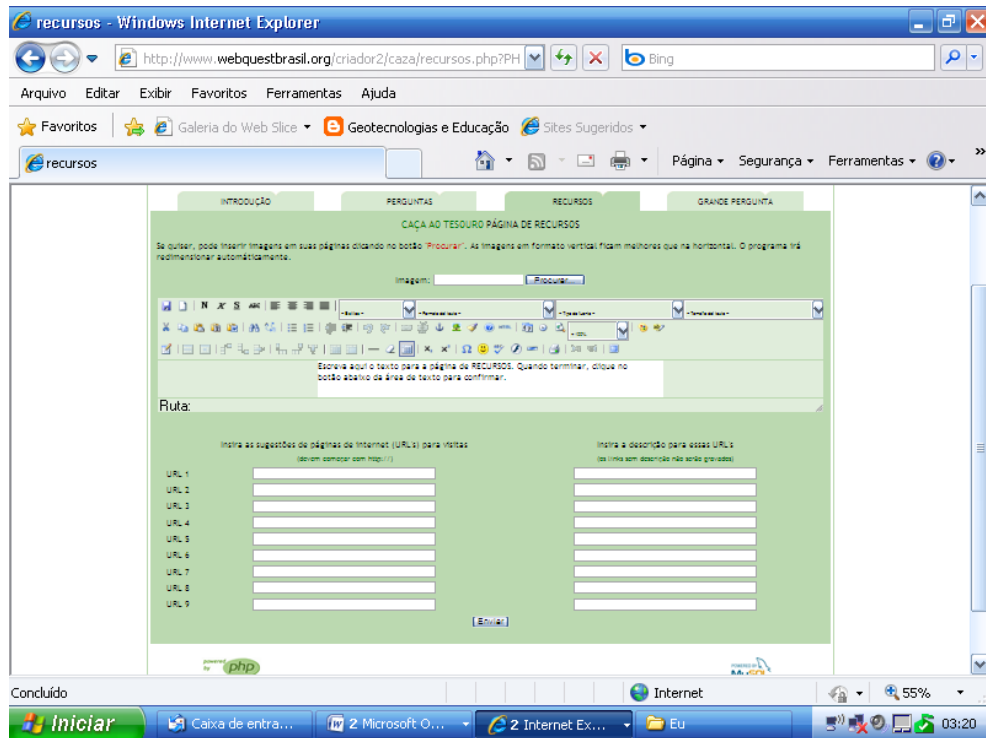 recursos - Windows Internet Explorer
http://www.webquestbrasil.org/criador2/caza/recursos.php?PH
Bing
Arquivo Editar Exibir Favoritos Ferramentas Ajuda
Favoritos Galeria do Web Slice Geotecnologias e Educação Sites Sugeridos
recursos Página Segurança Ferramentas »
INTRODUÇÃO PERGUNTAS RECURSOS GRANDE PERGUNTA
CAÇA AO TESOURO PÁGINA DE RECURSOS
Se quiser, pode inserir imagens em suas páginas clicando no botão 'Procurar'. As imagens em formato vertical ficam melhores que na horizontal. O programa irá
redimensionar automáticamente.
Imagem: Procurar...
N K S ABC
Escreva aqui o texto para a página de RECURSOS. Quando terminar, clique no
botão abaixo da área de texto para confirmar.
Ruta:
Insira as sugestões de páginas de internet (URL's) para visitas Insira a descrição para essas URL's
(devem começar com http://) (os links sem descrição não serão gravados)
URL 1
URL 2
URL 3
URL 4
URL 5
URL 6
URL 7
URL 8
URL 9
Enviar
powered by php POWERED BY MySQL
Concluído Internet 55%
Iniciar Caixa de entra... 2 Microsoft O... 2 Internet Ex... Eu 03:20